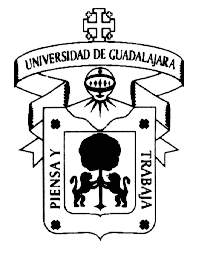 UNIVERSIDAD DE GUADALAJARA
PIENSA Y
TRABAJA